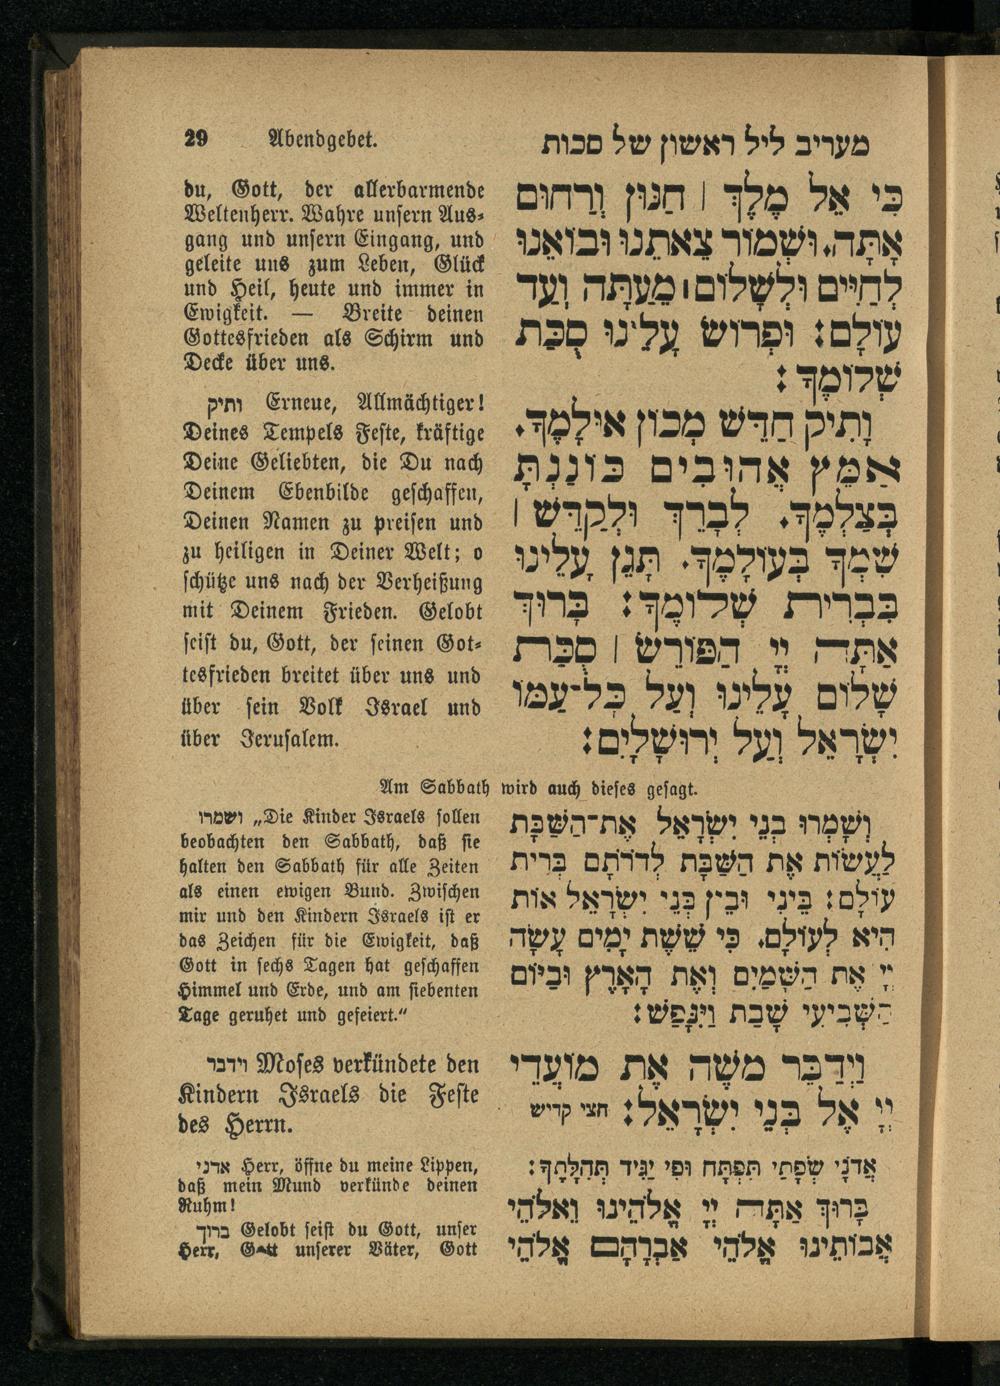 29 Abendgebet.
מעריב ליל ראשון של סכות
du, Gott, der allerbarmende
Weltenherr. Wahre unsern Aus⸗
gang und unsern Eingang, und
geleite uns zum Leben, Glück
und Heil, heute und immer in
Ewigkeit. — Breite deinen
Gottesfrieden als Schirm und
Decke über uns.
ותיק Erneue, Allmächtiger!
Deines Tempels Feste, kräftige
Deine Geliebten, die Du nach
Deinem Ebenbilde geschaffen,
Deinen Namen zu preisen und
zu heiligen in Deiner Welt; o
schütze uns nach der Verheißung
mit Deinem Frieden. Gelobt
seist du, Gott, der seinen Got⸗
tesfrieden breitet über uns und
über sein Volk Israel und
über Jerusalem.
כִּי אֵל מֶלֶךְ ׀ חַנּוּן וְרַחוּם
אָתָּה. וּשְׁמוֹר צֵאתֵנוּ וּבוֹאֵנוּ
לְחַיִּים וּלְשָׁלוֹם מֵעַתָּה וְעַד
עוֹלָם: וּפְרוֹשׂ עָלֵינוּ סֻכַּת
שְׁלוֹמֶךָ:
וָתִיק חַדֵּשׁ מְכוֹן אוּלָמֶךָ.
אַמֵּץ אֲהוּבִים כּוֹנַנְתָּ
בְּצַלְמֶךָ. לְבָרֵךְ וּלְקַדֵּשׁ ׀
שִׁמְךָ בְּעוֹלָמֶךָ. תָּגֵן עָלֵינוּ
בִּבְרִית שְׁלוֹמֶךָ: בָּרוּךְ
אַתָּה יְיָ הַפּוֹרֵשׂ ׀ סֻכַּת
שָׁלוֹם עָלֵינוּ וְעַל כָּל־עַמּוֹ
יִשְׂרָאֵל וְעַל יְרוּשָׁלָיִם:
Am Sabbath wird auch dieses gesagt.
ושמרו „Die Kinder Israels sollen
beobachten den Sabbath, daß sie
halten den Sabbath für alle Zeiten
als einen ewigen Bund. Zwischen
mir und den Kindern Israels ist er
das Zeichen für die Ewigkeit, daß
Gott in sechs Tagen hat geschaffen
Himmel und Erde, und am siebenten
Tage geruhet und gefeiert.“
וְשָׁמְרוּ בְנֵי יִשְׂרָאֵל אֶת־הַשַּׁבָּת
לַעֲשׂוֹת אֶת הַשַּׁבָּת לְדֹרֹתָם בְּרִית
עוֹלָם: בֵּינִי וּבֵין בְּנֵי יִשְׂרָאֵל אוֹת
הִיא לְעוֹלָם. כִּי שֵׁשֶׁת יָמִים עָשָׂה
יְיָ אֶת הַשָּׁמַיִם וְאֶת הָאָרֶץ וּבַיּוֹם
הַשְּׁבִיעִי שָׁבַת וַיִּנָּפַשׁ:
וידבר Moses verkündete den
Kindern Israels die Feste
des Herrn.
וַיְדַבֵּר מֹשֶׁה אֶת מוֹעֲדֵי
יְיָ אֶל בְּנֵי יִשְׂרָאֵל: חצי קדיש
אדני Herr, öffne du meine Lippen,
daß mein Mund verkünde deinen
Ruhm!
ברוך Gelobt seist du Gott, unser
Herr, Gott unserer Väter, Gott
אֲדֹנָי שְׂפָתַי תִּפְתָּח וּפִי יַגִּיד תְּהִלָּתֶךָ:
בָּרוּךְ אַתָּה יְיָ אֱלֹהֵינוּ וֵאלֹהֵי
אֲבוֹתֵינוּ אֱלֹהֵי אַבְרָהָם אֱלֹהֵי